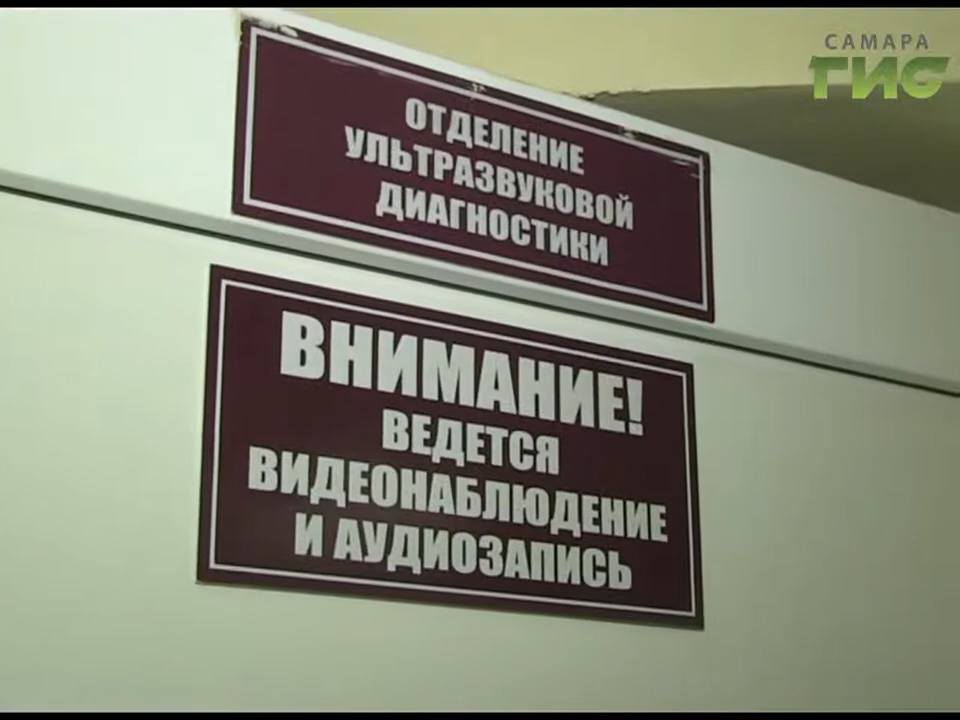 САМАРА
ГИС
ОТДЕЛЕНИЕ
УЛЬТРАЗВУКОВОЙ
ДИАГНОСТИКИ
ВНИМАНИЕ!
ВЕДЕТСЯ
ВИДЕОНАБЛЮДЕНИЕ
И АУДИОЗАПИСЬ